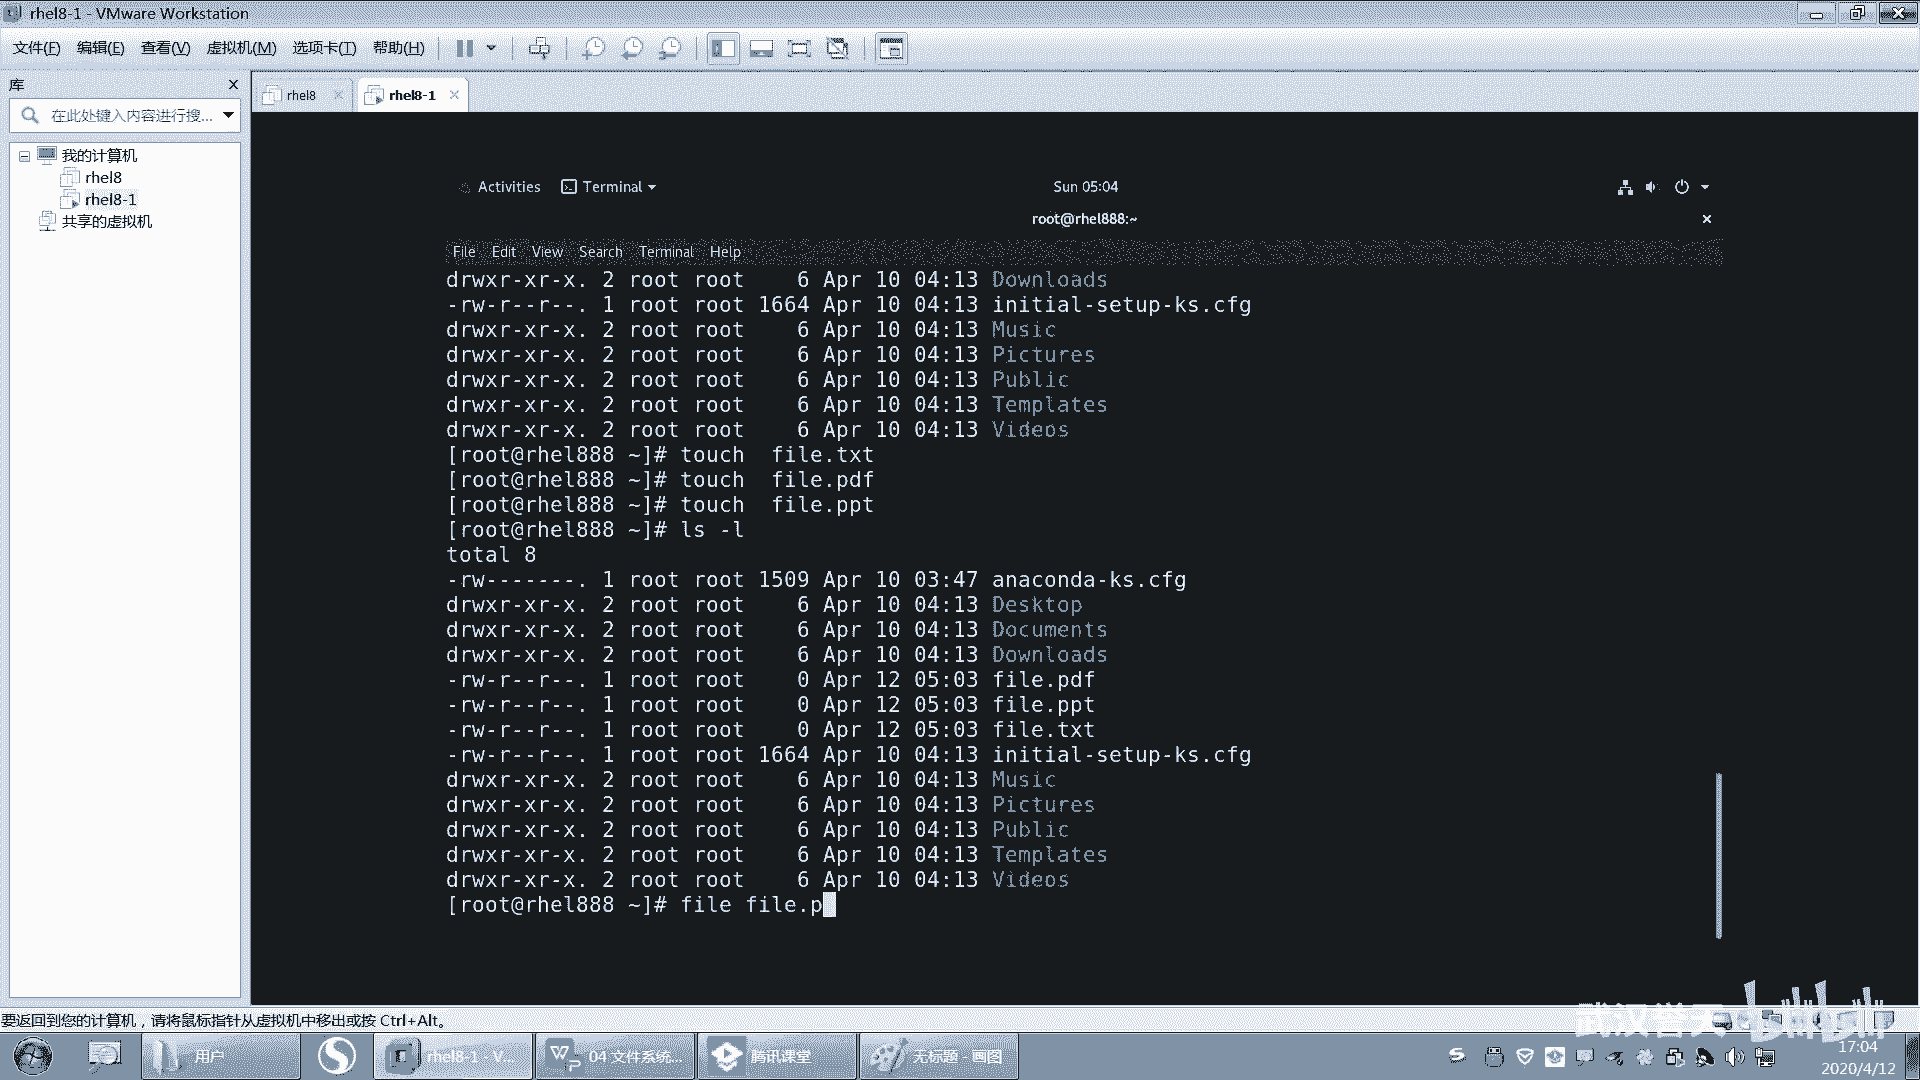 rhel8-1 - VMware Workstation
文件(F) 编辑(E) 查看(V) 虚拟机(M) 选项卡(T) 帮助(H)
库
在此处键入内容进行搜...
我的计算机
rhel8
rhel8-1
共享的虚拟机
rhel8 rhel8-1
Activities Terminal Sun 05:04
root@rhel888:~
File Edit View Search Terminal Help
drwxr-xr-x. 2 root root    6 Apr 10 04:13 Downloads
-rw-r--r--. 1 root root 1664 Apr 10 04:13 initial-setup-ks.cfg
drwxr-xr-x. 2 root root    6 Apr 10 04:13 Music
drwxr-xr-x. 2 root root    6 Apr 10 04:13 Pictures
drwxr-xr-x. 2 root root    6 Apr 10 04:13 Public
drwxr-xr-x. 2 root root    6 Apr 10 04:13 Templates
drwxr-xr-x. 2 root root    6 Apr 10 04:13 Videos
[root@rhel888 ~]# touch  file.txt
[root@rhel888 ~]# touch  file.pdf
[root@rhel888 ~]# touch  file.ppt
[root@rhel888 ~]# ls -l
total 8
-rw-------. 1 root root 1509 Apr 10 03:47 anaconda-ks.cfg
drwxr-xr-x. 2 root root    6 Apr 10 04:13 Desktop
drwxr-xr-x. 2 root root    6 Apr 10 04:13 Documents
drwxr-xr-x. 2 root root    6 Apr 10 04:13 Downloads
-rw-r--r--. 1 root root    0 Apr 12 05:03 file.pdf
-rw-r--r--. 1 root root    0 Apr 12 05:03 file.ppt
-rw-r--r--. 1 root root    0 Apr 12 05:03 file.txt
-rw-r--r--. 1 root root 1664 Apr 10 04:13 initial-setup-ks.cfg
drwxr-xr-x. 2 root root    6 Apr 10 04:13 Music
drwxr-xr-x. 2 root root    6 Apr 10 04:13 Pictures
drwxr-xr-x. 2 root root    6 Apr 10 04:13 Public
drwxr-xr-x. 2 root root    6 Apr 10 04:13 Templates
drwxr-xr-x. 2 root root    6 Apr 10 04:13 Videos
[root@rhel888 ~]# file file.p
要返回到您的计算机，请将鼠标指针从虚拟机中移出或按 Ctrl+Alt。
武汉誉天 bilibili
用户 rhel8-1 - V... 04 文件系统... 腾讯课堂 无标题 - 画图
17:04
2020/4/12